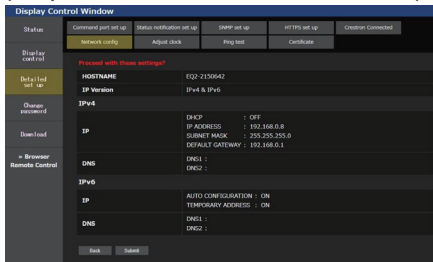 Display Control Window
Status
Display
control
Detailed
set up
Change
password
Download
» Browser
Remote Control
Command port set up
Status notification set up
SNMP set up
HTTPS set up
Crestron Connected
Network config
Adjust clock
Ping test
Certificate
Proceed with these settings?
HOSTNAME EQ2-2150642
IP Version IPv4 & IPv6
IPv4
IP
DHCP : OFF
IP ADDRESS : 192.168.0.8
SUBNET MASK : 255.255.255.0
DEFAULT GATEWAY : 192.168.0.1
DNS
DNS1 :
DNS2 :
IPv6
IP
AUTO CONFIGURATION : ON
TEMPORARY ADDRESS : ON
DNS
DNS1 :
DNS2 :
Back
Submit